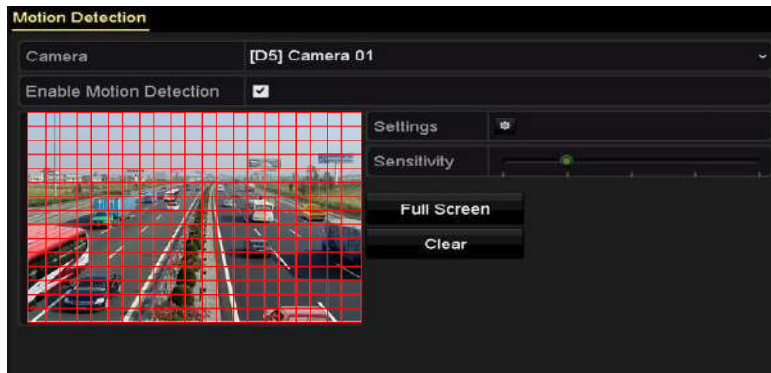 Motion Detection
Camera [D5] Camera 01
Enable Motion Detection
Settings
Sensitivity
Full Screen
Clear